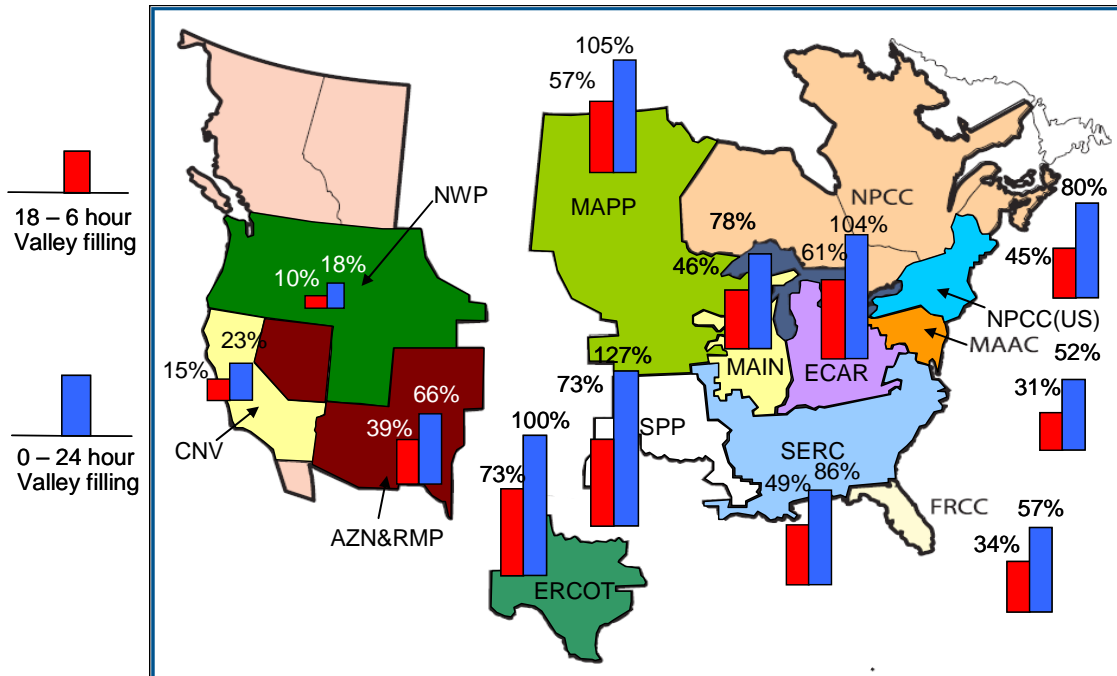 18 – 6 hour
Valley filling
0 – 24 hour
Valley filling
105%
57%
NWP
MAPP
NPCC
80%
78%
104%
61%
46%
45%
18%
10%
NPCC(US)
MAAC
23%
15%
127%
MAIN
ECAR
52%
66%
73%
31%
39%
100%
SPP
CNV
SERC
73%
49%
86%
FRCC
57%
34%
AZN&RMP
ERCOT